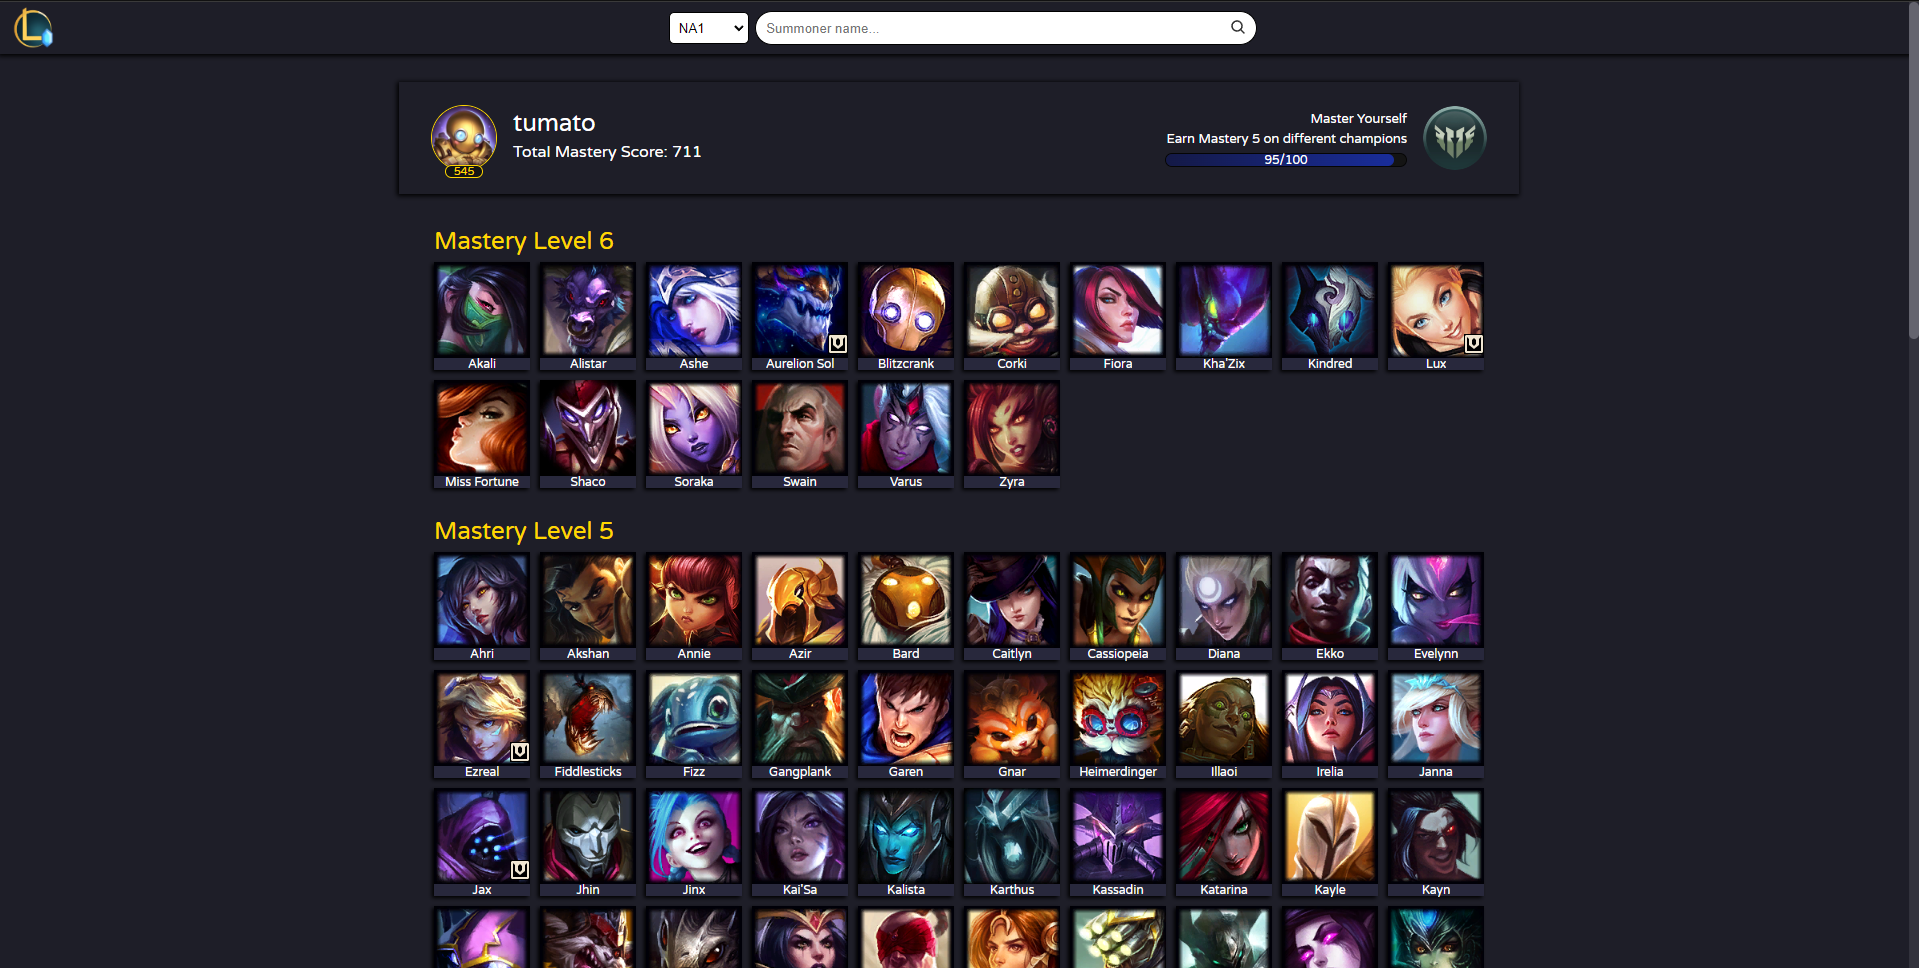 NA1
Summoner name...
tumato
Total Mastery Score: 711
545
Master Yourself
Earn Mastery 5 on different champions
95/100
Mastery Level 6
Akali Alistar Ashe Aurelion Sol Blitzcrank Corki Fiora Kha'Zix Kindred Lux
Miss Fortune Shaco Soraka Swain Varus Zyra
Mastery Level 5
Ahri Akshan Annie Azir Bard Caitlyn Cassiopeia Diana Ekko Evelynn
Ezreal Fiddlesticks Fizz Gangplank Garen Gnar Heimerdinger Illaoi Irelia Janna
Jax Jhin Jinx Kai'Sa Kalista Karthus Kassadin Katarina Kayle Kayn